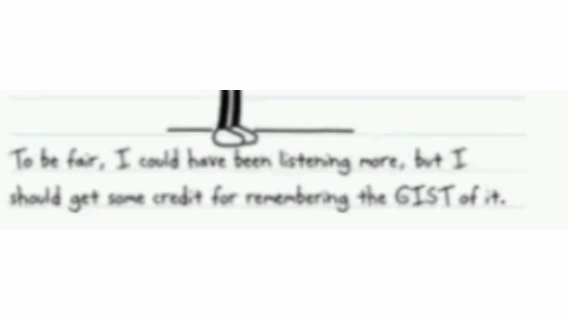 To be fair, I could have been listening more, but I
should get some credit for remembering the GIST of it.